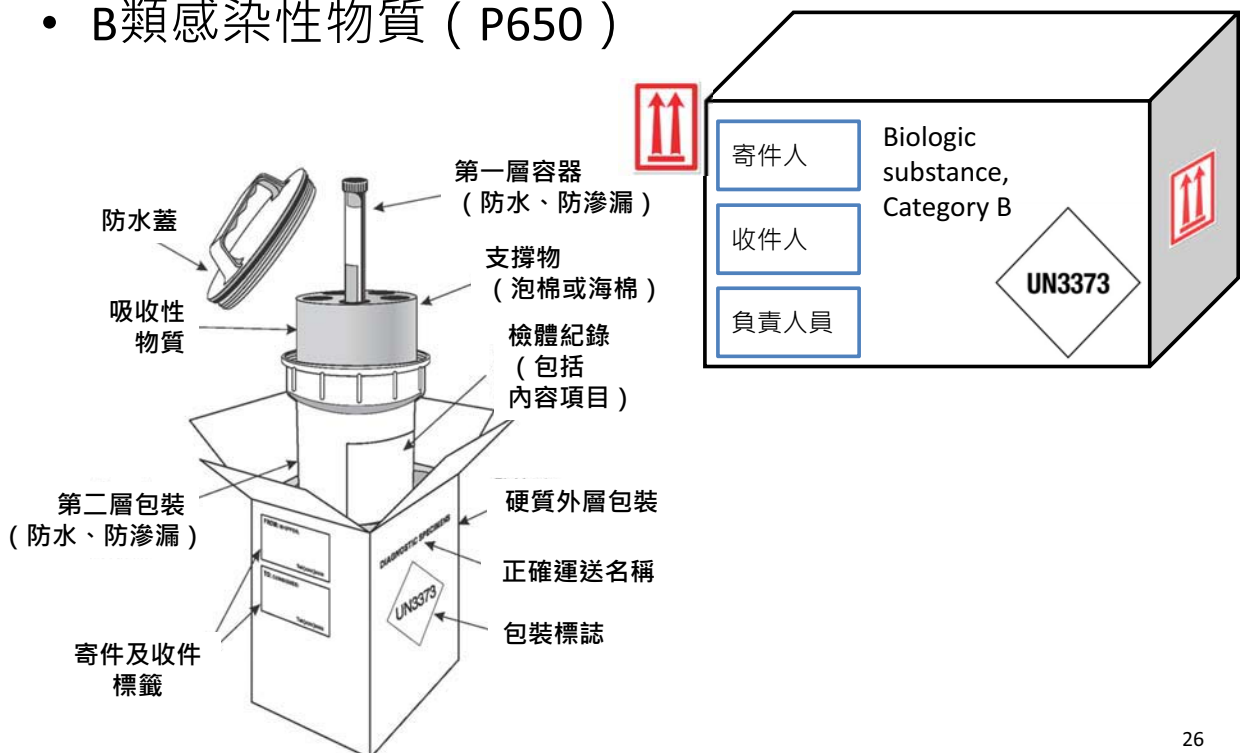 • B類感染性物質（P650）
防水蓋
吸收性
物質
第二層包裝
（防水、防滲漏）
寄件及收件
標籤
第一層容器
（防水、防滲漏）
支撐物
（泡棉或海棉）
檢體紀錄
（包括
內容項目）
硬質外層包裝
正確運送名稱
包裝標誌
DIAGNOSTIC SPECIMENS
UN3373
寄件人
收件人
負責人員
Biologic
substance,
Category B
UN3373
26